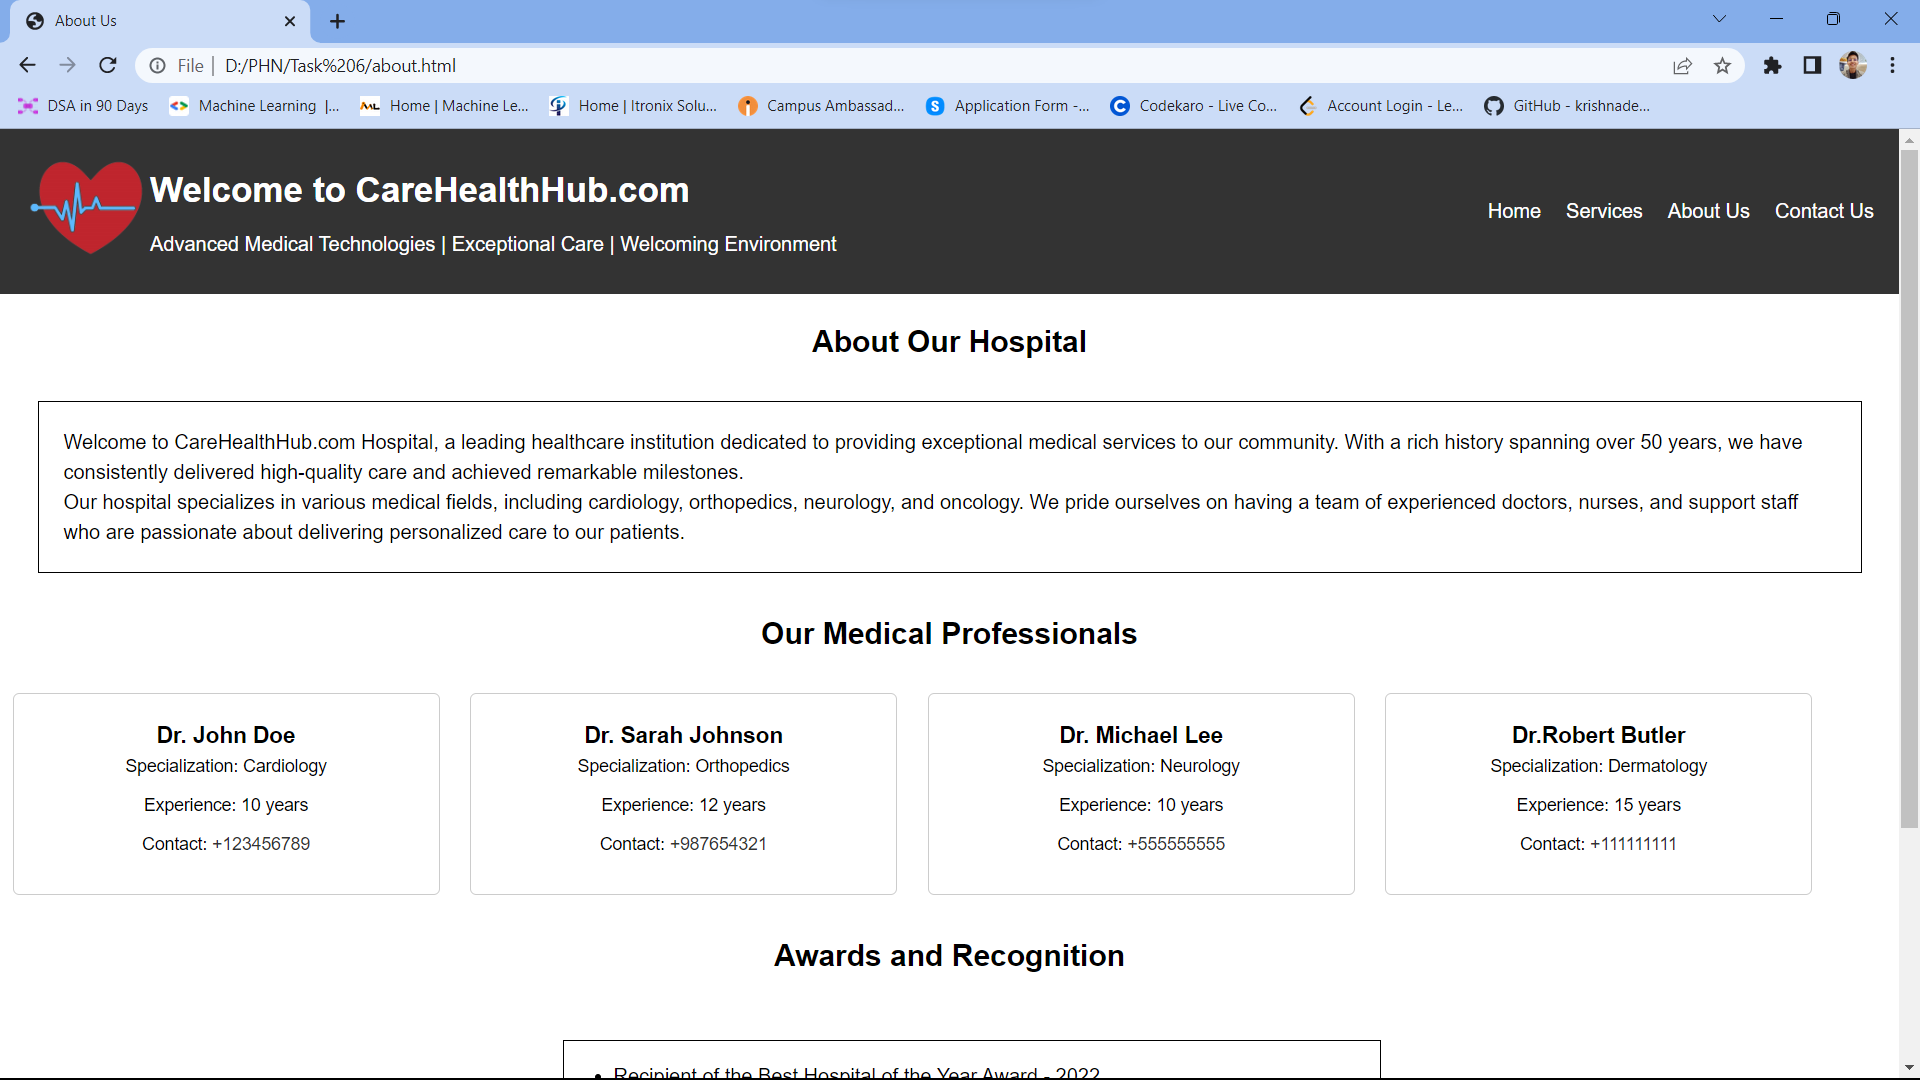 About Us
File
D:/PHN/Task%206/about.html
DSA in 90 Days
Machine Learning |...
Home | Machine Le...
Home | Itronix Solu...
Campus Ambassad...
Application Form -...
Codekaro - Live Co...
Account Login - Le...
GitHub - krishnade...
Welcome to CareHealthHub.com
Advanced Medical Technologies | Exceptional Care | Welcoming Environment
Home
Services
About Us
Contact Us
About Our Hospital
Welcome to CareHealthHub.com Hospital, a leading healthcare institution dedicated to providing exceptional medical services to our community. With a rich history spanning over 50 years, we have
consistently delivered high-quality care and achieved remarkable milestones.
Our hospital specializes in various medical fields, including cardiology, orthopedics, neurology, and oncology. We pride ourselves on having a team of experienced doctors, nurses, and support staff
who are passionate about delivering personalized care to our patients.
Our Medical Professionals
Dr. John Doe
Specialization: Cardiology
Experience: 10 years
Contact: +123456789
Dr. Sarah Johnson
Specialization: Orthopedics
Experience: 12 years
Contact: +987654321
Dr. Michael Lee
Specialization: Neurology
Experience: 10 years
Contact: +555555555
Dr.Robert Butler
Specialization: Dermatology
Experience: 15 years
Contact: +111111111
Awards and Recognition
Recipient of the Best Hospital of the Year Award - 2022